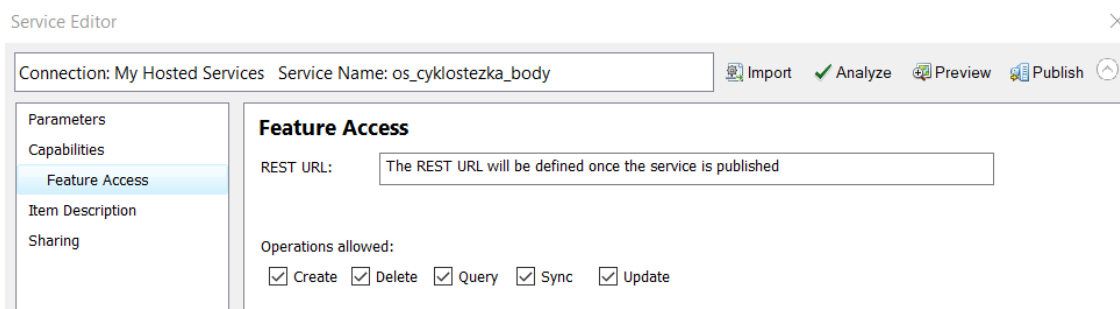 Service Editor
Connection: My Hosted Services Service Name: os_cyklostezka_body
Import Analyze Preview Publish
Parameters
Capabilities
Feature Access
Item Description
Sharing
Feature Access
REST URL: The REST URL will be defined once the service is published
Operations allowed:
Create Delete Query Sync Update